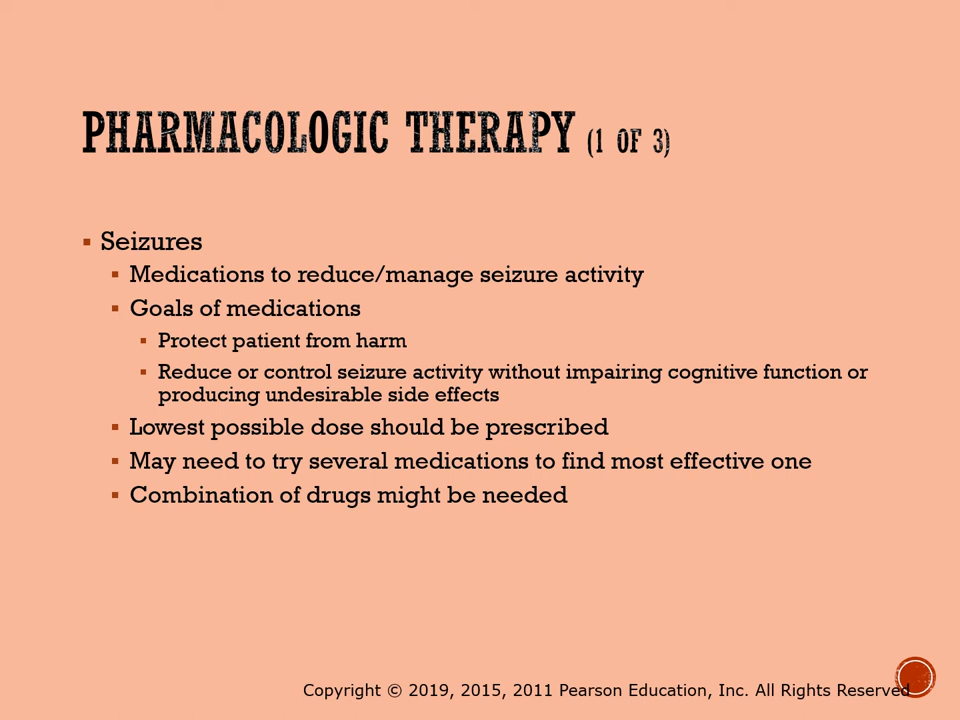 PHARMACOLOGIC THERAPY (1 OF 3)
▪ Seizures
▪ Medications to reduce/manage seizure activity
▪ Goals of medications
▪ Protect patient from harm
▪ Reduce or control seizure activity without impairing cognitive function or
producing undesirable side effects
▪ Lowest possible dose should be prescribed
▪ May need to try several medications to find most effective one
▪ Combination of drugs might be needed
Copyright © 2019, 2015, 2011 Pearson Education, Inc. All Rights Reserved